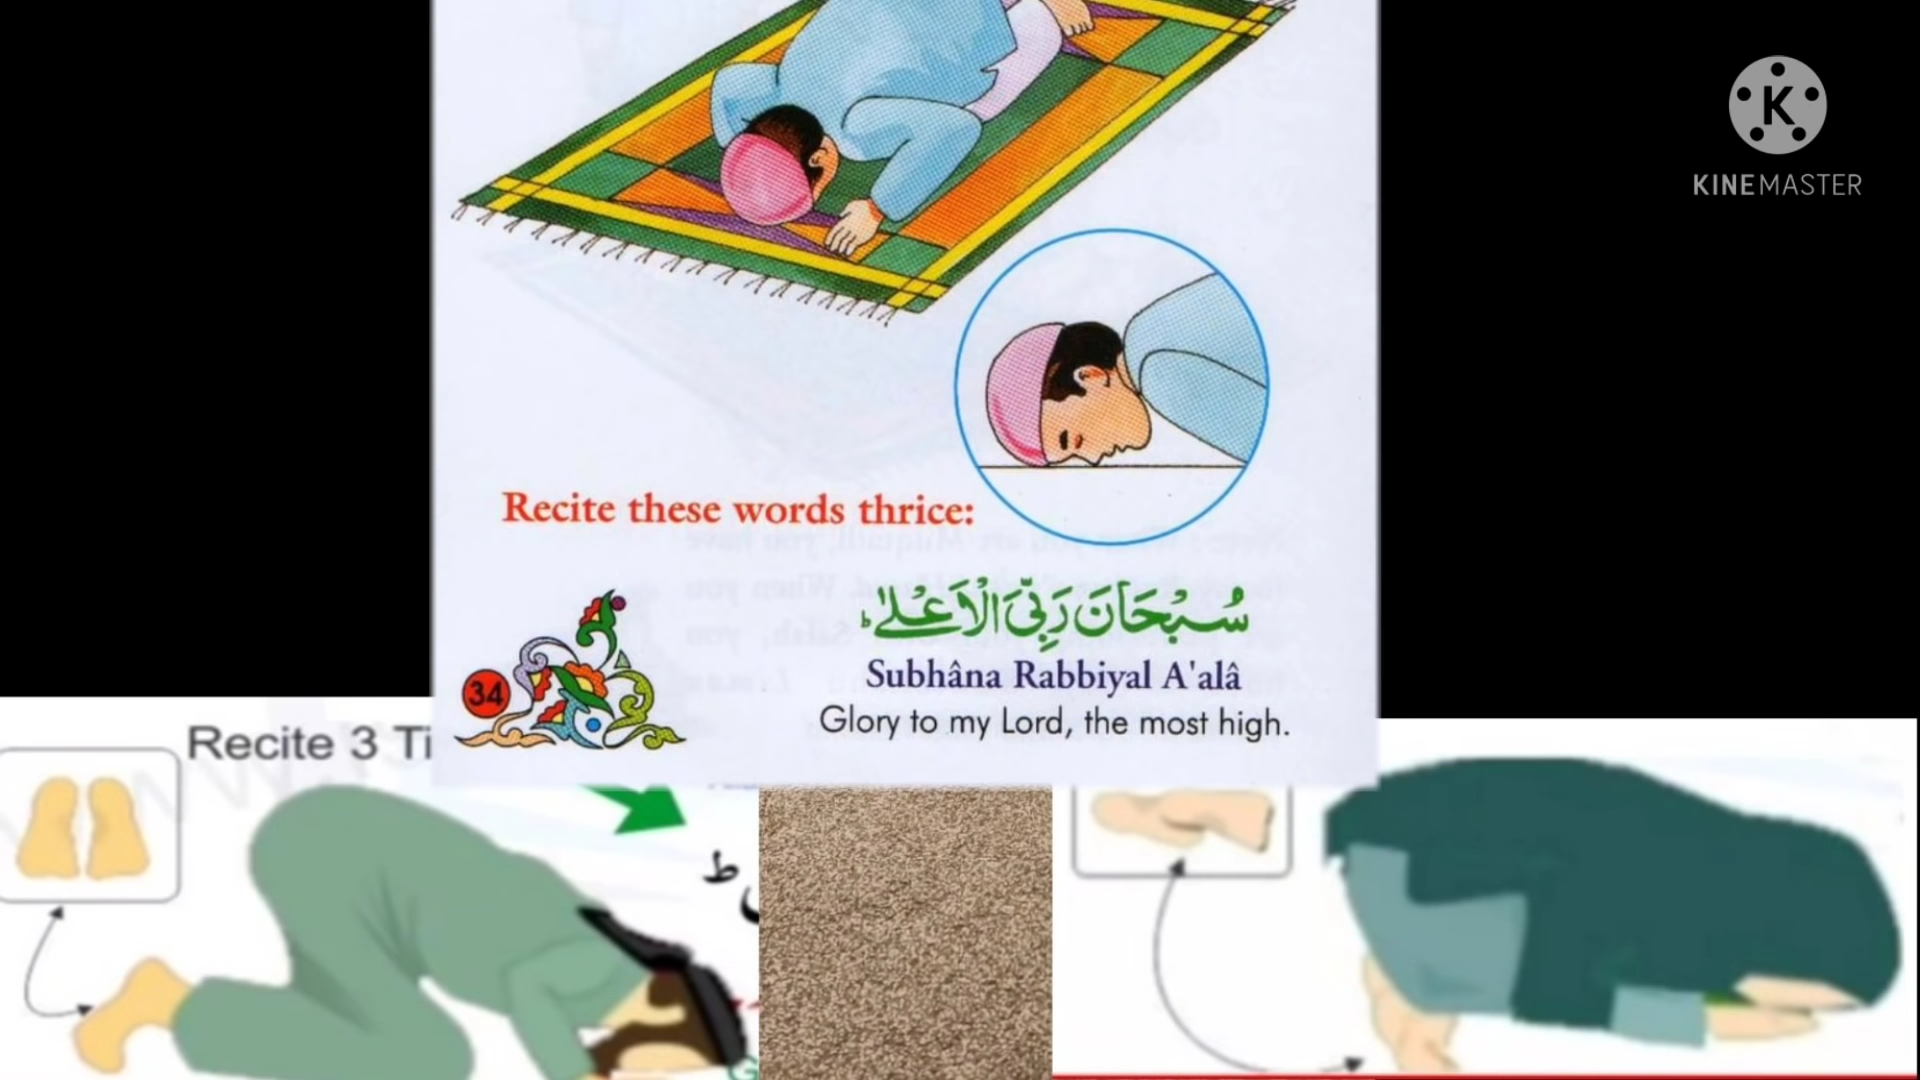 KINEMASTER
Recite these words thrice:
سُبْحَانَ رَبِّيَ الْاَعْلٰى ط
Subhâna Rabbiyal A'alâ
34
Glory to my Lord, the most high.
Recite 3 Ti
ط